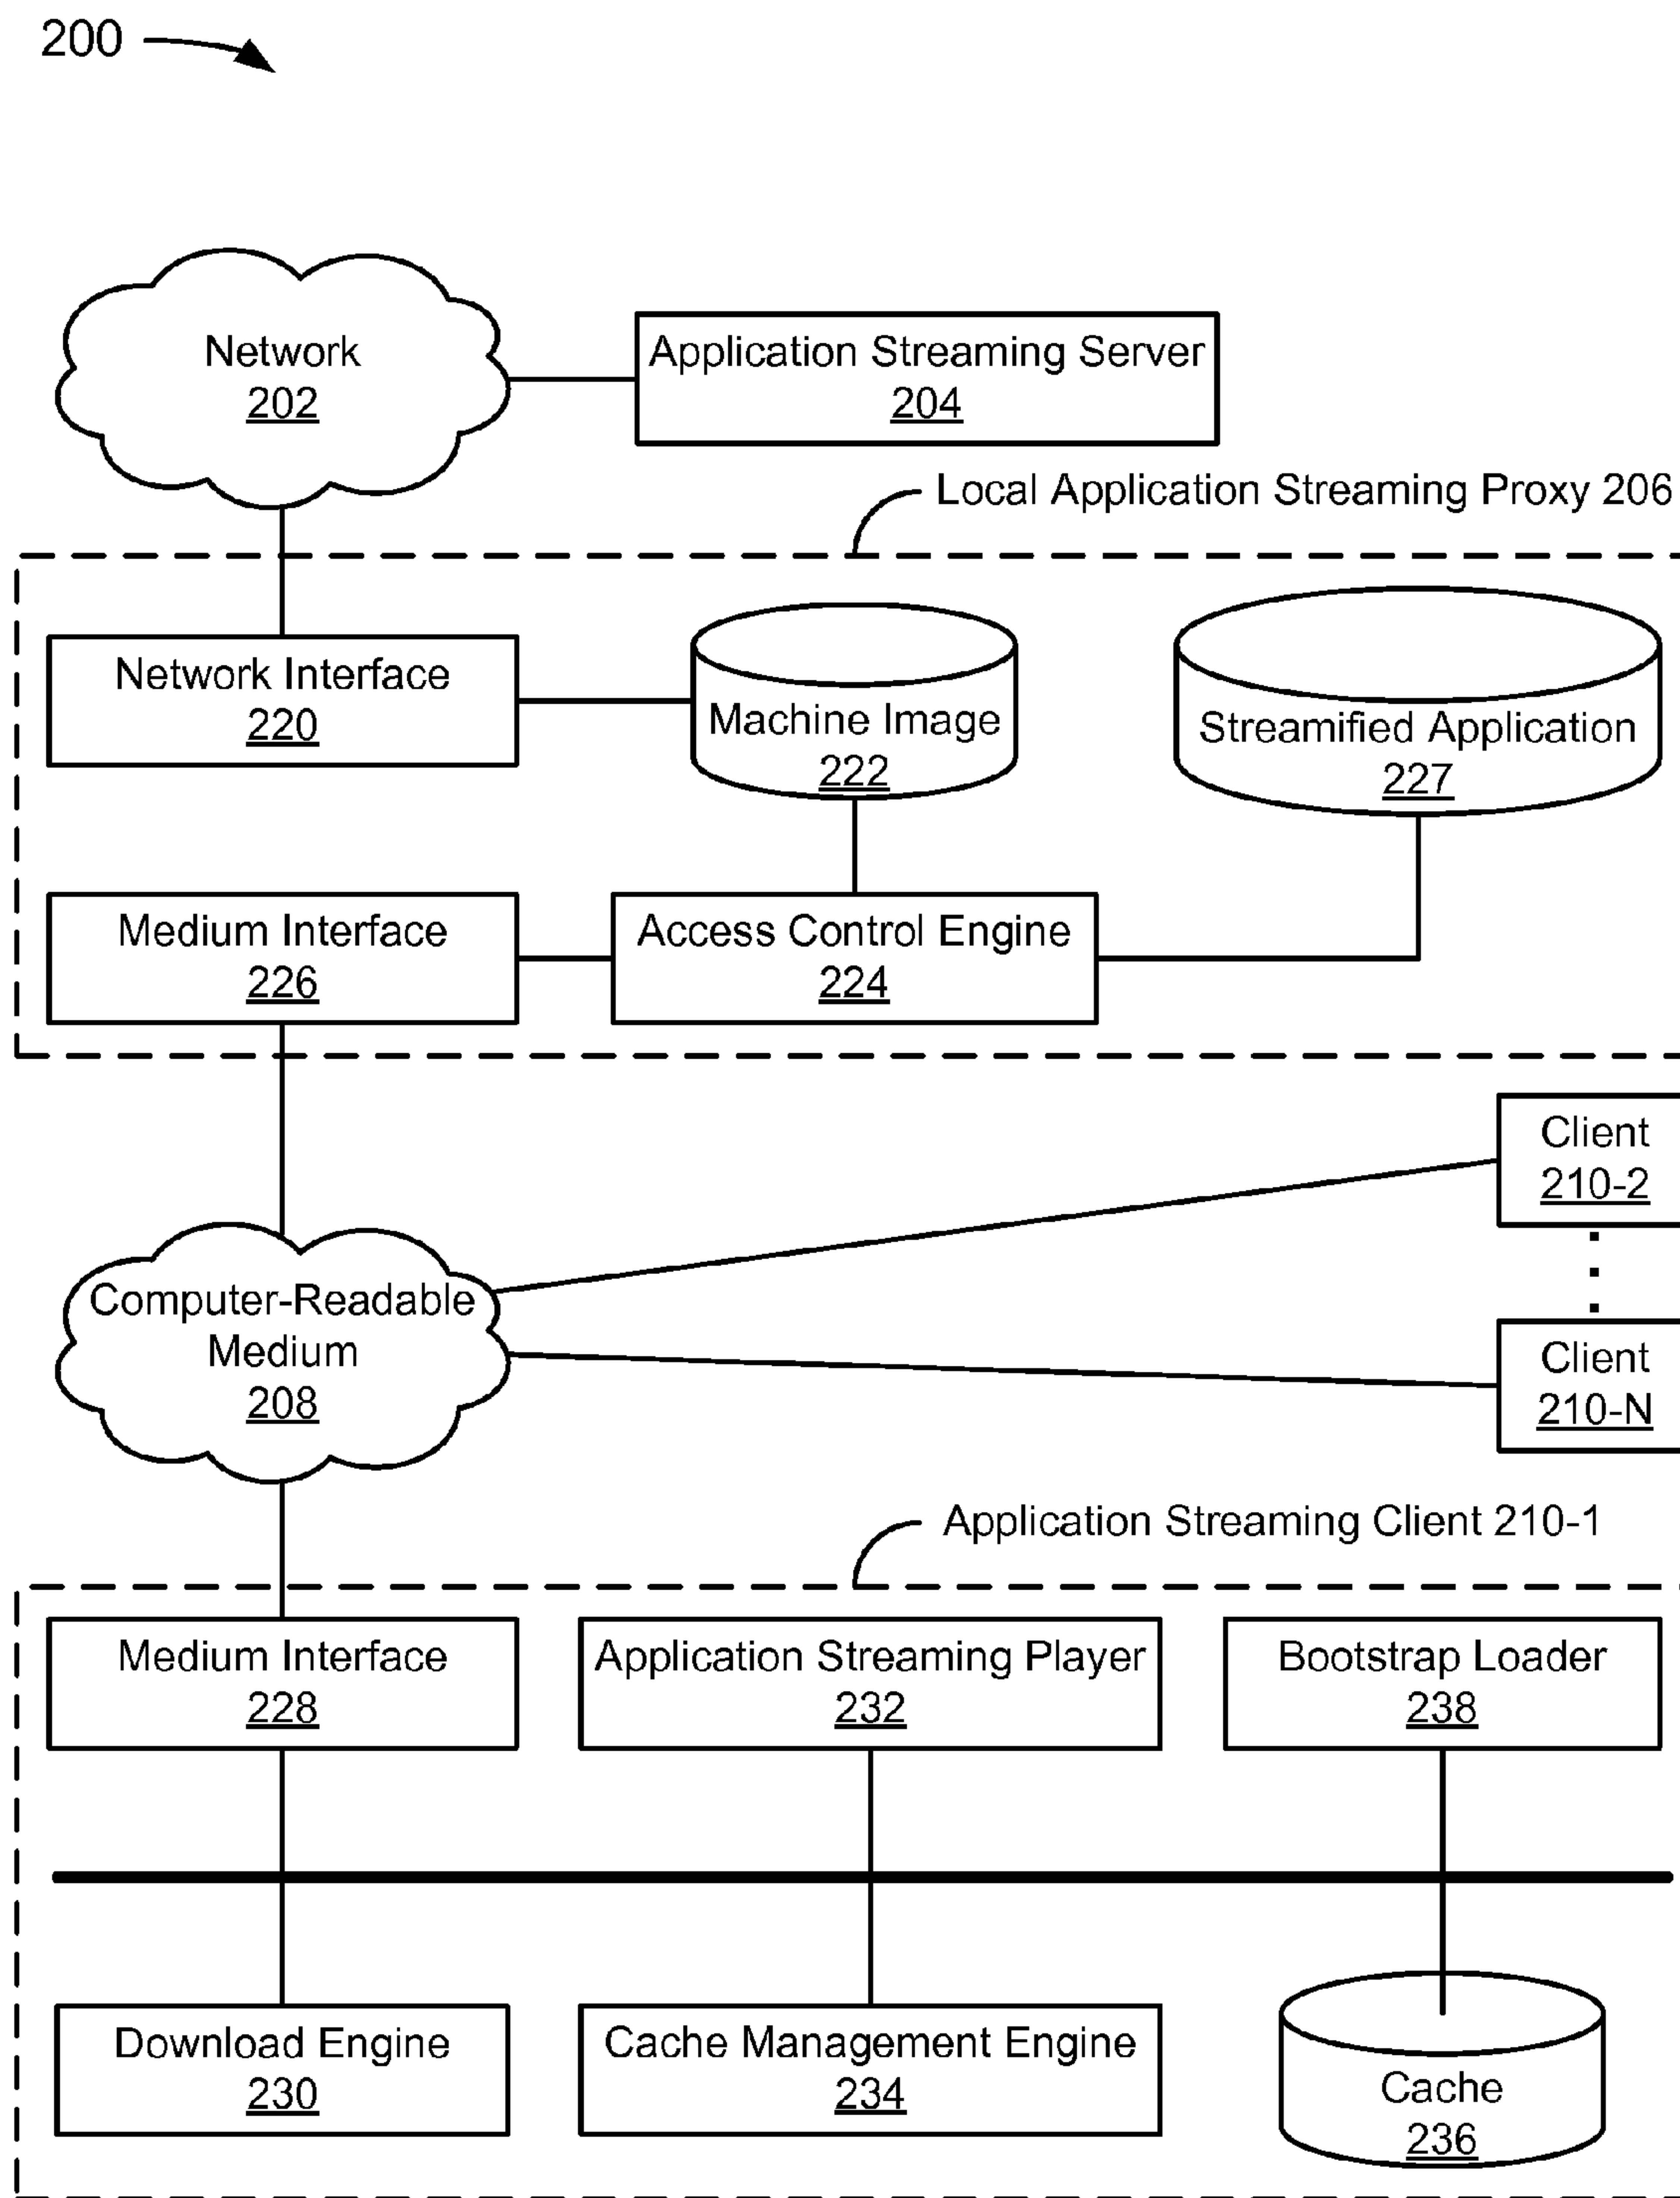 200
Network
202
Application Streaming Server
204
Local Application Streaming Proxy 206
Network Interface
220
Machine Image
222
Streamified Application
227
Medium Interface
226
Access Control Engine
224
Client
210-2
Computer-Readable
Medium
208
Client
210-N
Application Streaming Client 210-1
Medium Interface
228
Application Streaming Player
232
Bootstrap Loader
238
Download Engine
230
Cache Management Engine
234
Cache
236